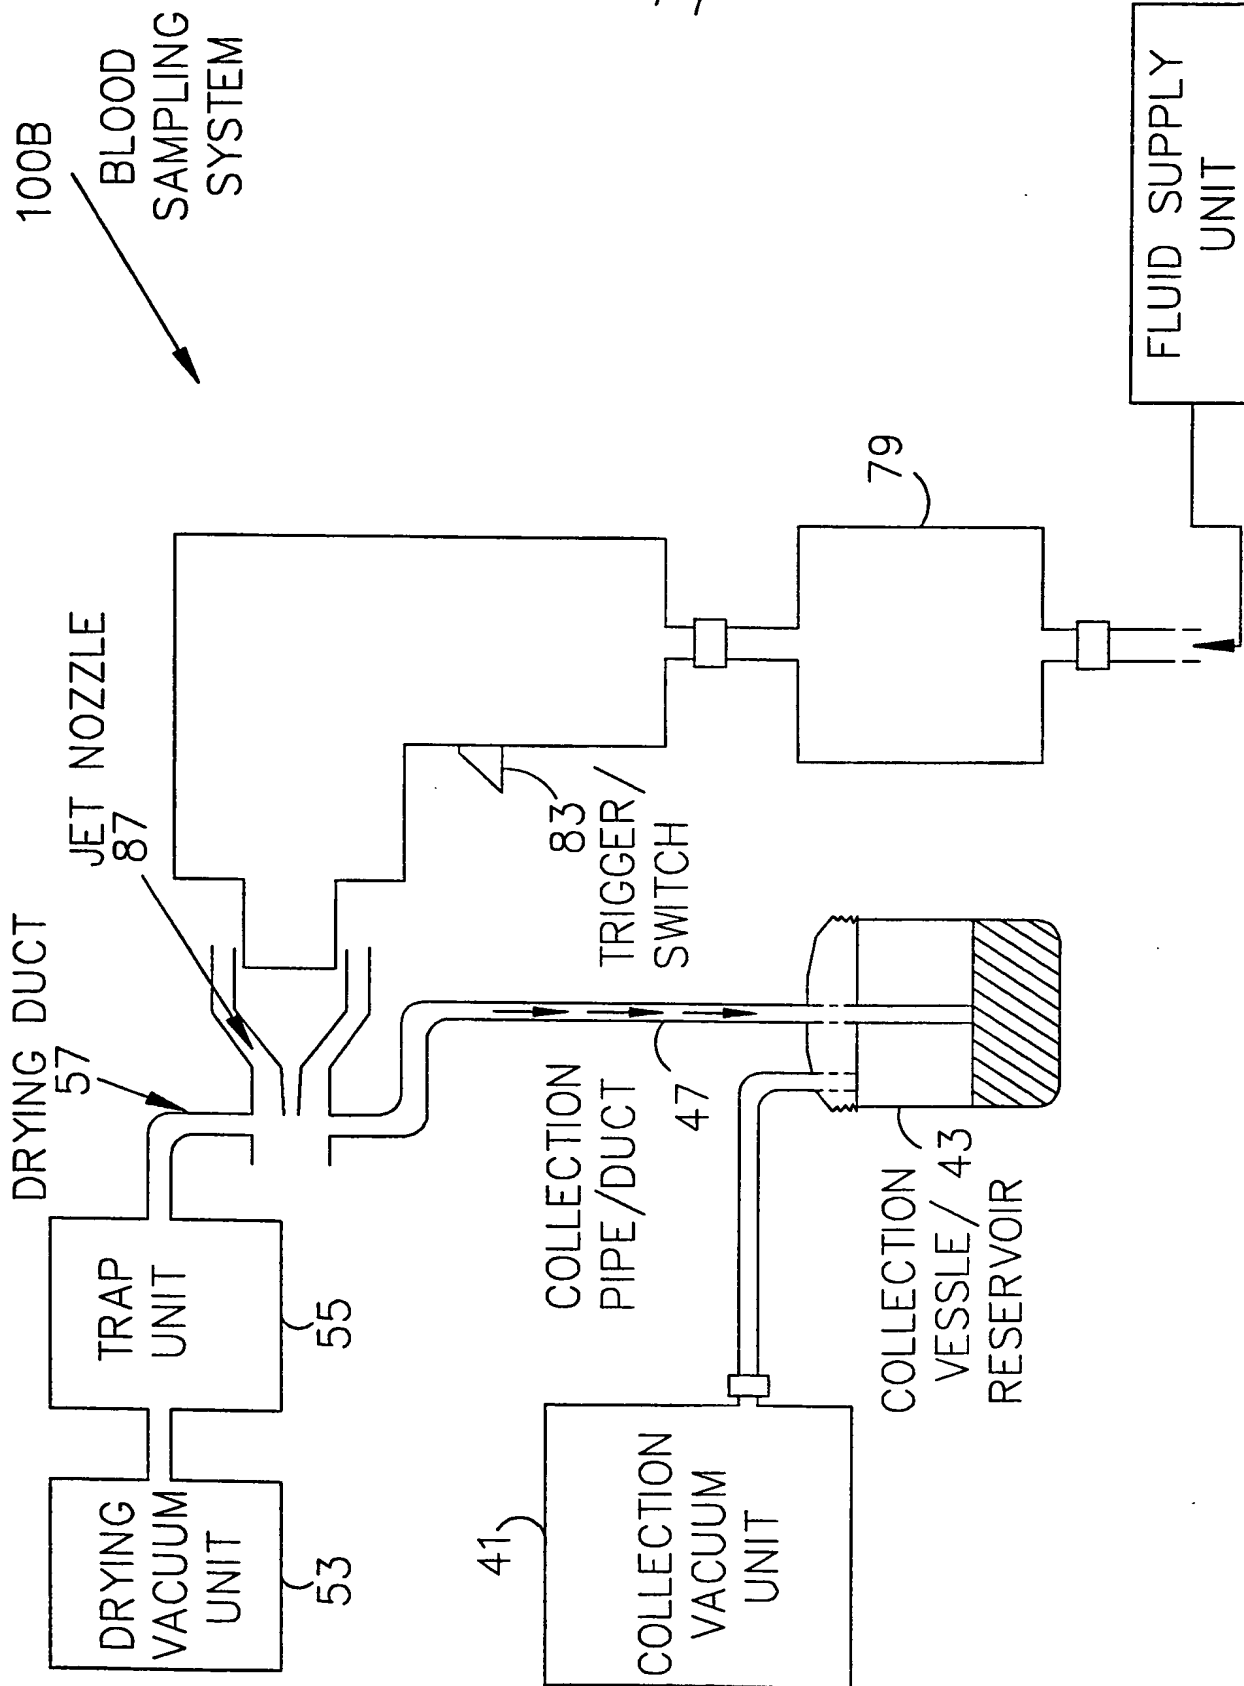 100B
BLOOD
SAMPLING
SYSTEM
JET NOZZLE
87
DRYING DUCT
57
TRAP
UNIT
55
DRYING
VACUUM
UNIT
53
79
83
TRIGGER/
SWITCH
FLUID SUPPLY
UNIT
COLLECTION
PIPE/DUCT
47
COLLECTION
VESSLE/ 43
RESERVOIR
41
COLLECTION
VACUUM
UNIT